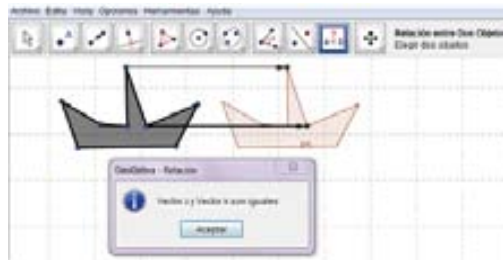 Archivo Edita Vista Opciones Herramientas Ayuda
Relación entre Dos Objetos
Elegir dos objetos
GeoGebra - Relación
Vector y Vector son iguales
Aceptar